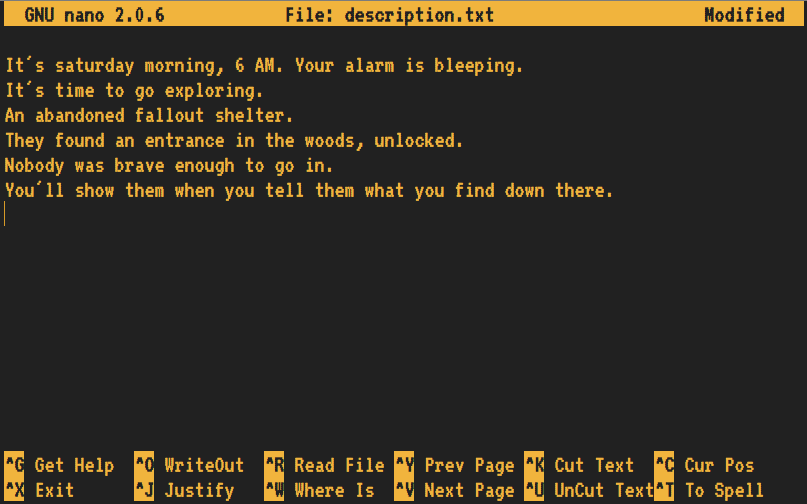 GNU nano 2.0.6 File: description.txt Modified
It´s saturday morning, 6 AM. Your alarm is bleeping.
It´s time to go exploring.
An abandoned fallout shelter.
They found an entrance in the woods, unlocked.
Nobody was brave enough to go in.
You´ll show them when you tell them what you find down there.
^G Get Help ^O WriteOut ^R Read File ^Y Prev Page ^K Cut Text ^C Cur Pos
^X Exit ^J Justify ^W Where Is ^V Next Page ^U UnCut Text ^T To Spell